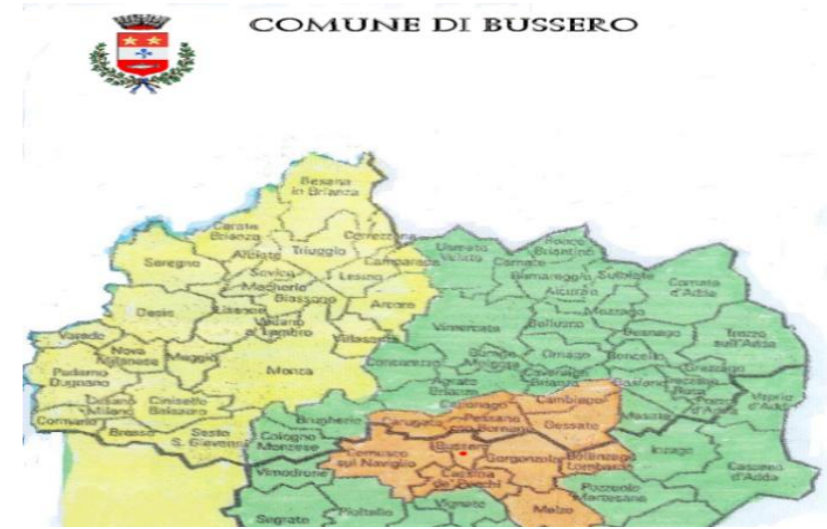 COMUNE DI BUSSERO
Besana
in Brianza
Carate
Brianza
Correzzana
Usmate
Velate
Ronco
Briantino
Seregno
Albiate
Triuggio
Camparada
Carnate
Sovico
Lesmo
Bernareggio
Sulbiate
Cornate
d'Adda
Macherio
Aicurzio
Biassono
Arcore
Mezzago
Desio
Lissone
Vedano
al Lambro
Villasanta
Vimercate
Bellusco
Busnago
Trezzo
sull'Adda
Varedo
Nova
Milanese
Muggiò
Monza
Concorezzo
Burago
Molgora
Ornago
Roncello
Grezzago
Paderno
Dugnano
Agrate
Brianza
Cavenago
Brianza
Basiano
Vaprio
d'Adda
Cusano
Milano
Cinisello
Balsamo
Cormano
Bresso
Sesto
S. Giovanni
Brugherio
Carugate
Pessano
con Bornago
Cambiago
Gessate
Masate
Cologno
Monzese
Cernusco
sul Naviglio
Bussero
Gorgonzola
Bellinzago
Lombardo
Inzago
Cassano
d'Adda
Vimodrone
Cassina
de' Pecchi
Pozzuolo
Martesana
Segrate
Pioltello
Vignate
Melzo